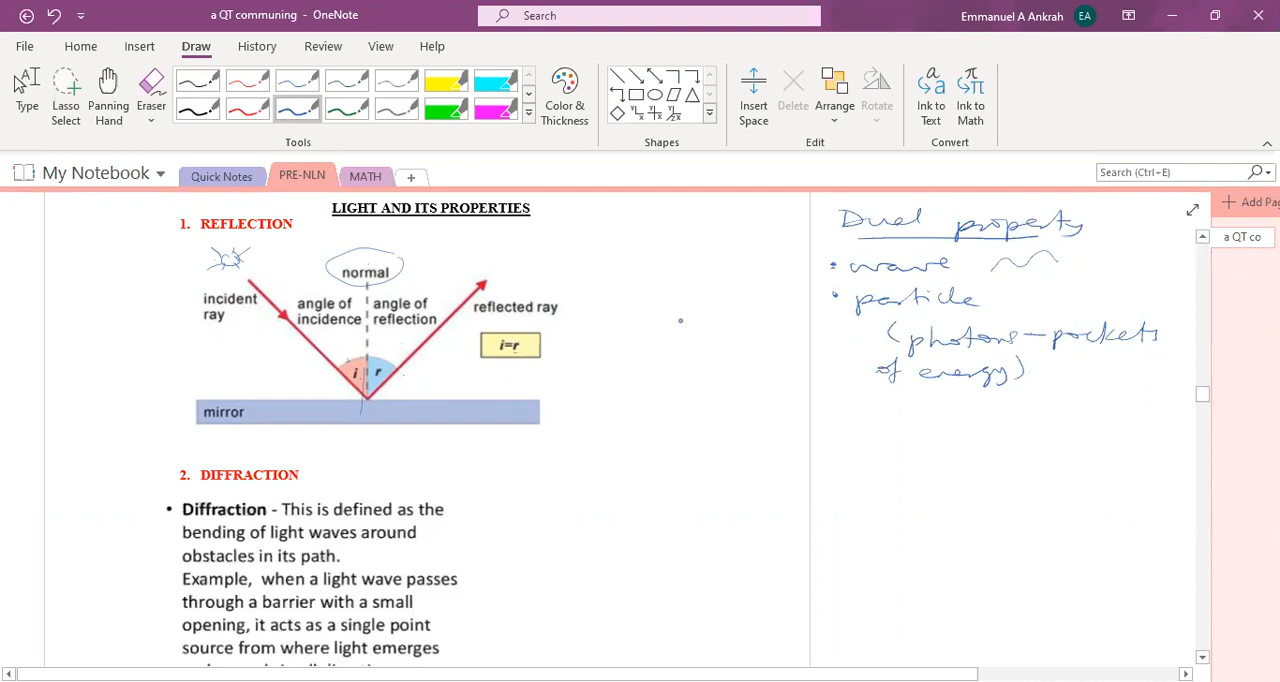 a QT communing - OneNote
Search
Emmanuel A Ankrah
EA
File Home Insert Draw History Review View Help
Type
Lasso Select
Panning Hand
Eraser
Color & Thickness
Insert Space
Delete
Arrange
Rotate
Ink to Text
Ink to Math
Tools
Shapes
Edit
Convert
My Notebook
Quick Notes
PRE-NLN
MATH
Search (Ctrl+E)
Add Pag
a QT co
LIGHT AND ITS PROPERTIES
1. REFLECTION
normal
incident ray
angle of incidence
angle of reflection
reflected ray
i=r
i
r
mirror
2. DIFFRACTION
• Diffraction - This is defined as the
bending of light waves around
obstacles in its path.
Example, when a light wave passes
through a barrier with a small
opening, it acts as a single point
source from where light emerges
Dual property
• wave
• particle
(photons - pockets
of energy)